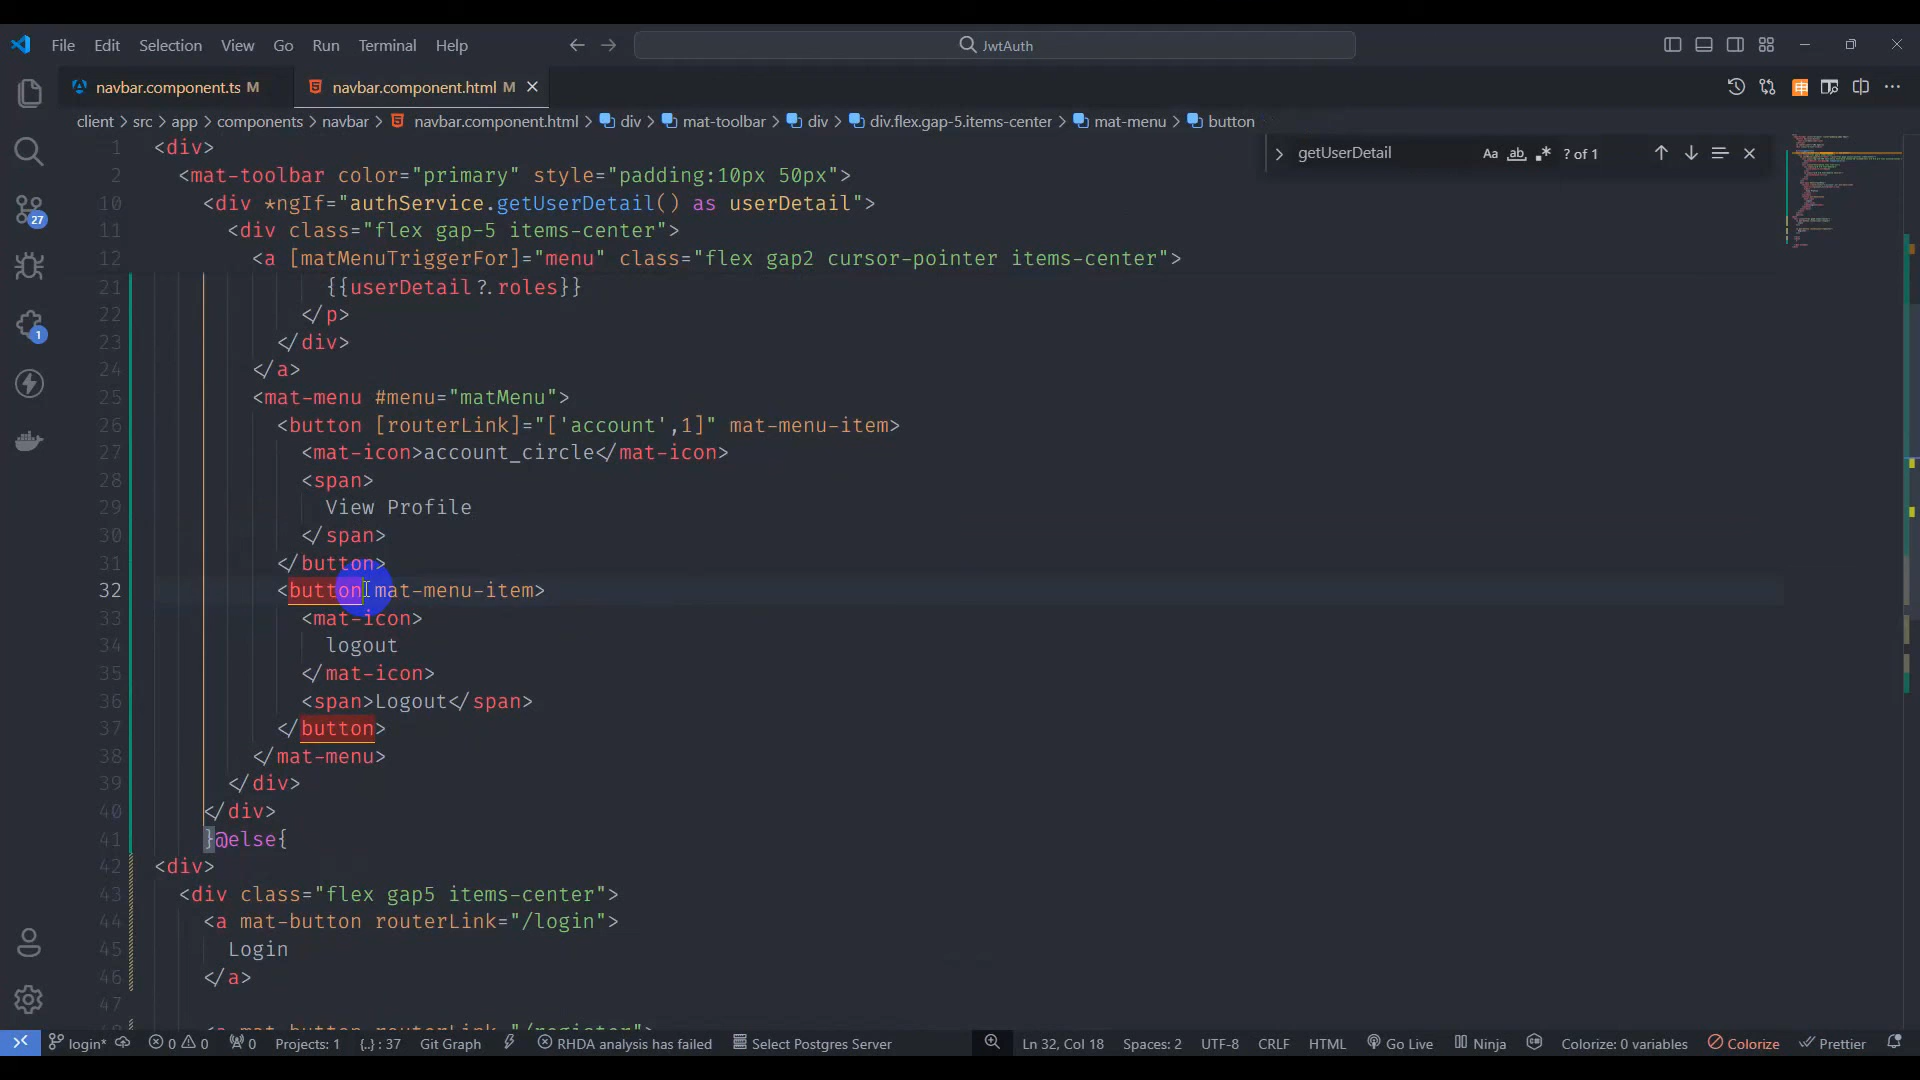 File Edit Selection View Go Run Terminal Help
JwtAuth
navbar.component.ts M
navbar.component.html M
client > src > app > components > navbar > navbar.component.html > div > mat-toolbar > div > div.flex.gap-5.items-center > mat-menu > button
getUserDetail Aa ab ? of 1
1 <div>
2 <mat-toolbar color="primary" style="padding:10px 50px">
10 <div *ngIf="authService.getUserDetail() as userDetail">
11 <div class="flex gap-5 items-center">
12 <a [matMenuTriggerFor]="menu" class="flex gap2 cursor-pointer items-center">
21 {{userDetail?.roles}}
22 </p>
23 </div>
24 </a>
25 <mat-menu #menu="matMenu">
26 <button [routerLink]="['account',1]" mat-menu-item>
27 <mat-icon>account_circle</mat-icon>
28 <span>
29 View Profile
30 </span>
31 </button>
32 <button mat-menu-item>
33 <mat-icon>
34 logout
35 </mat-icon>
36 <span>Logout</span>
37 </button>
38 </mat-menu>
39 </div>
40 </div>
41 }@else{
42 <div>
43 <div class="flex gap5 items-center">
44 <a mat-button routerLink="/login">
45 Login
46 </a>
47
<a mat-button routerLink="/register">
27
1
login* 0 0 0 Projects: 1 {..} : 37 Git Graph RHDA analysis has failed Select Postgres Server Ln 32, Col 18 Spaces: 2 UTF-8 CRLF HTML Go Live Ninja Colorize: 0 variables Colorize Prettier